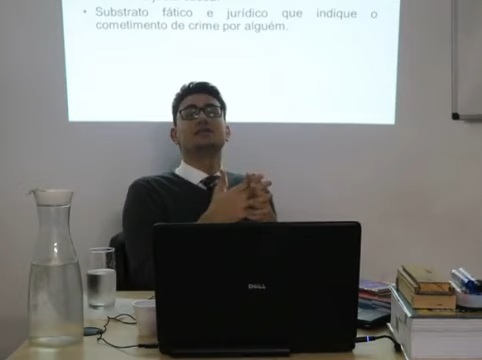 • Substrato fático e jurídico que indique o
cometimento de crime por alguém.
DELL